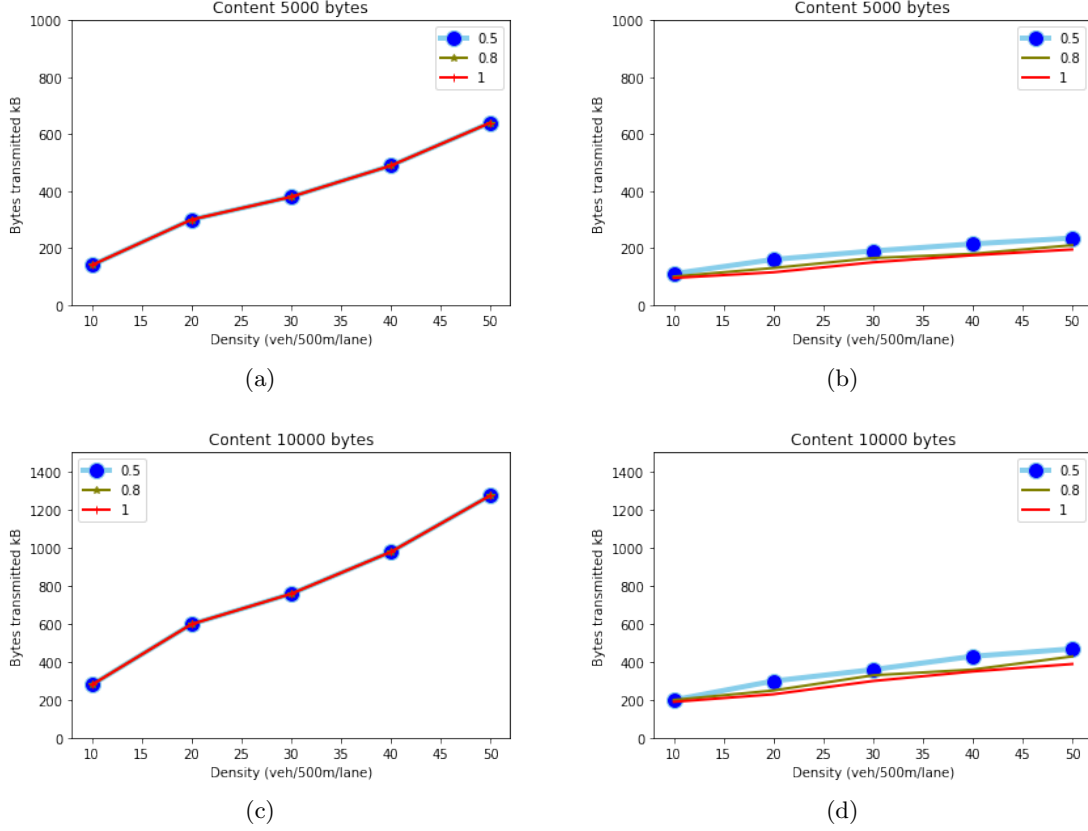 Content 5000 bytes
1000
800
600
400
200
0
Bytes transmitted kB
0.5
0.8
1
10 15 20 25 30 35 40 45 50
Density (veh/500m/lane)
(a)
Content 5000 bytes
1000
800
600
400
200
0
Bytes transmitted kB
0.5
0.8
1
10 15 20 25 30 35 40 45 50
Density (veh/500m/lane)
(b)
Content 10000 bytes
1400
1200
1000
800
600
400
200
0
Bytes transmitted kB
0.5
0.8
1
10 15 20 25 30 35 40 45 50
Density (veh/500m/lane)
(c)
Content 10000 bytes
1400
1200
1000
800
600
400
200
0
Bytes transmitted kB
0.5
0.8
1
10 15 20 25 30 35 40 45 50
Density (veh/500m/lane)
(d)